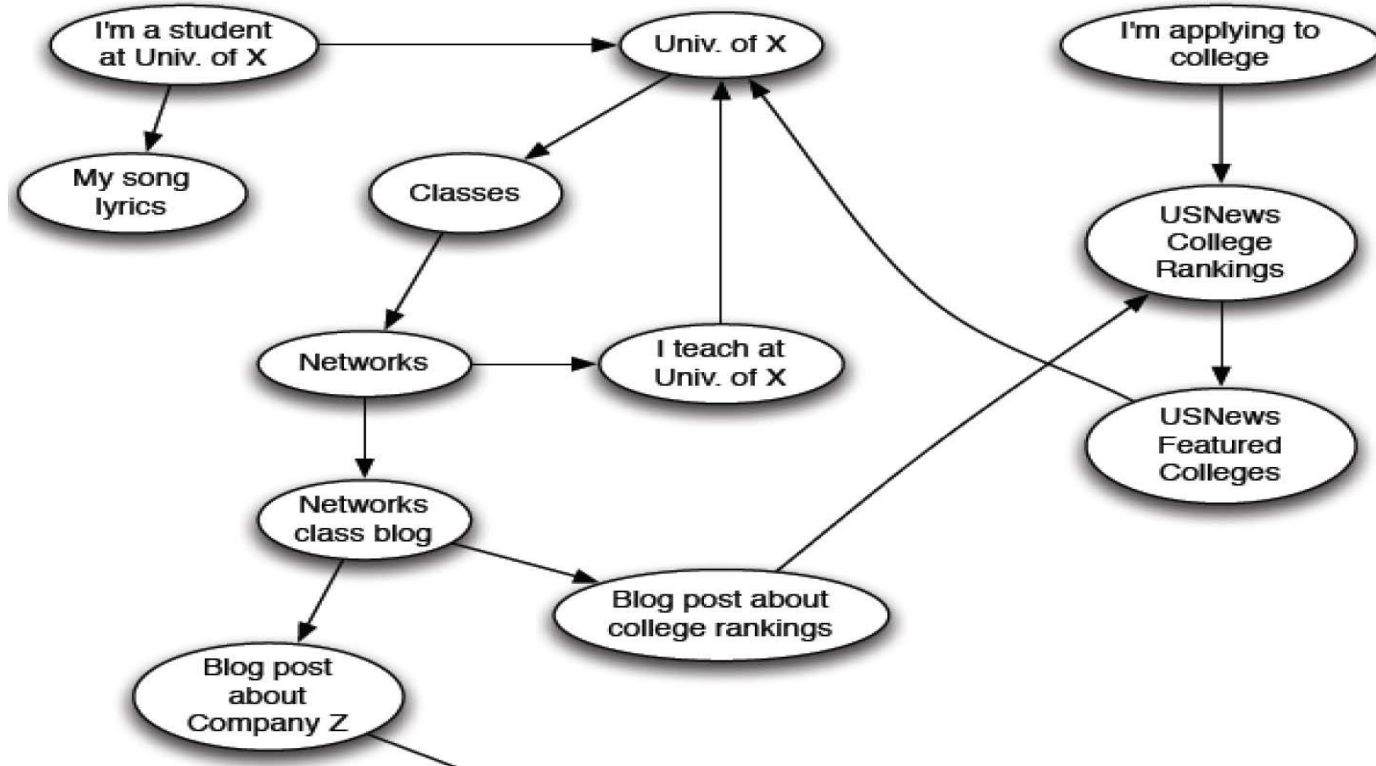 I'm a student
at Univ. of X
Univ. of X
I'm applying to
college
My song
lyrics
Classes
USNews
College
Rankings
Networks
I teach at
Univ. of X
USNews
Featured
Colleges
Networks
class blog
Blog post about
college rankings
Blog post
about
Company Z